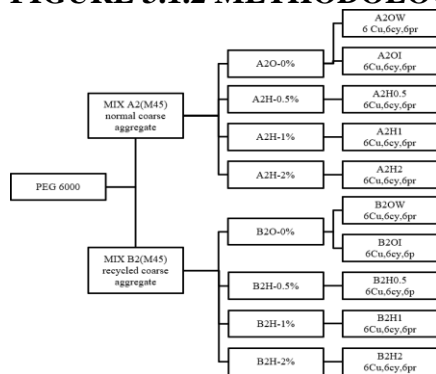 FIGURE 3.1.2 METHODOLO
A2OW
6 Cu,6cy,6pr
A2O-0%
A2OI
6Cu,6cy,6pr
MIX A2(M45)
normal coarse
aggregate
A2H-0.5%
A2H0.5
6Cu,6cy,6pr
A2H-1%
A2H1
6Cu,6cy,6pr
A2H-2%
A2H2
6Cu,6cy,6pr
PEG 6000
B2OW
6Cu,6cy,6pr
B2O-0%
B2OI
6Cu,6cy,6p
MIX B2(M45)
recycled coarse
aggregate
B2H-0.5%
B2H0.5
6Cu,6cy,6p
B2H-1%
B2H1
6Cu,6cy,6pr
B2H-2%
B2H2
6Cu,6cy,6pr